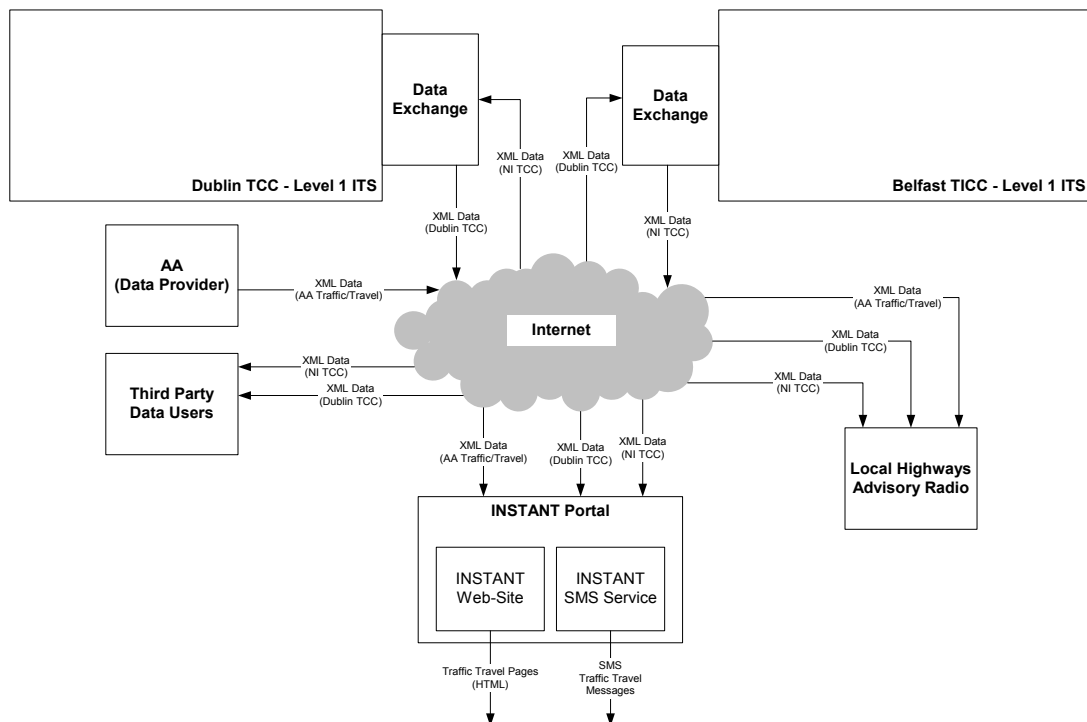 Data
Exchange
Data
Exchange
XML Data
(NI TCC)
XML Data
(Dublin TCC)
Dublin TCC - Level 1 ITS
Belfast TICC - Level 1 ITS
XML Data
(Dublin TCC)
XML Data
(NI TCC)
AA
(Data Provider)
XML Data
(AA Traffic/Travel)
XML Data
(AA Traffic/Travel)
Internet
XML Data
(Dublin TCC)
Third Party
Data Users
XML Data
(NI TCC)
XML Data
(Dublin TCC)
XML Data
(NI TCC)
XML Data
(AA Traffic/Travel)
XML Data
(Dublin TCC)
XML Data
(NI TCC)
Local Highways
Advisory Radio
INSTANT Portal
INSTANT
Web-Site
INSTANT
SMS Service
Traffic Travel Pages
(HTML)
SMS
Traffic Travel
Messages